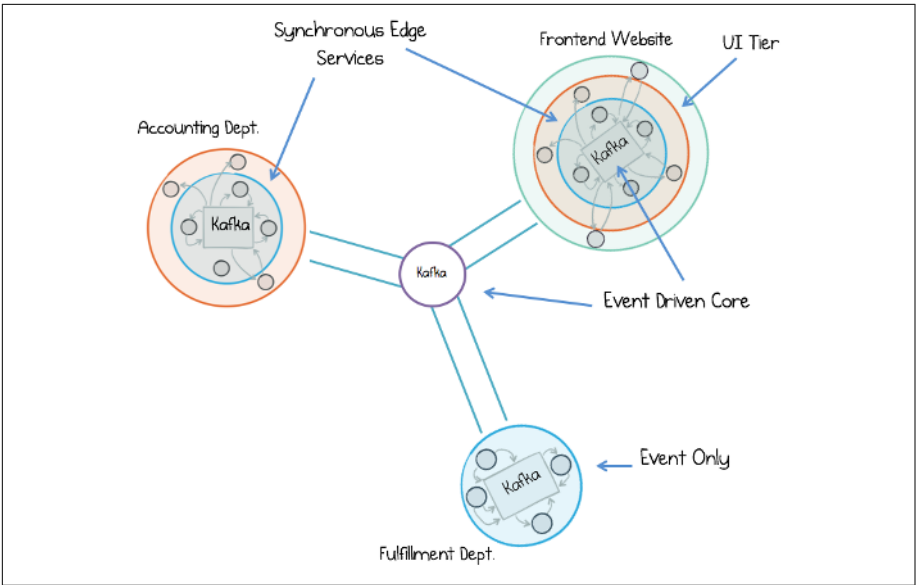 Synchronous Edge
Services
Frontend Website
UI Tier
Accounting Dept.
Kafka
Kafka
Kafka
Event Driven Core
Kafka
Event Only
Fulfillment Dept.